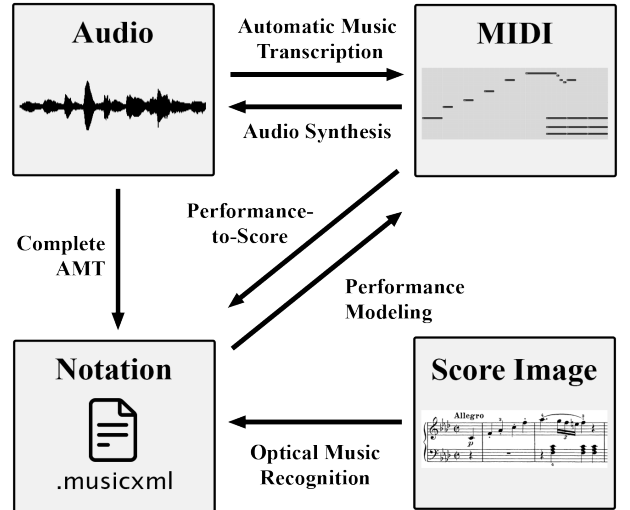 Audio
Automatic Music
Transcription
MIDI
Audio Synthesis
Performance-
to-Score
Complete
AMT
Performance
Modeling
Notation
.musicxml
Score Image
Allegro
p
Optical Music
Recognition